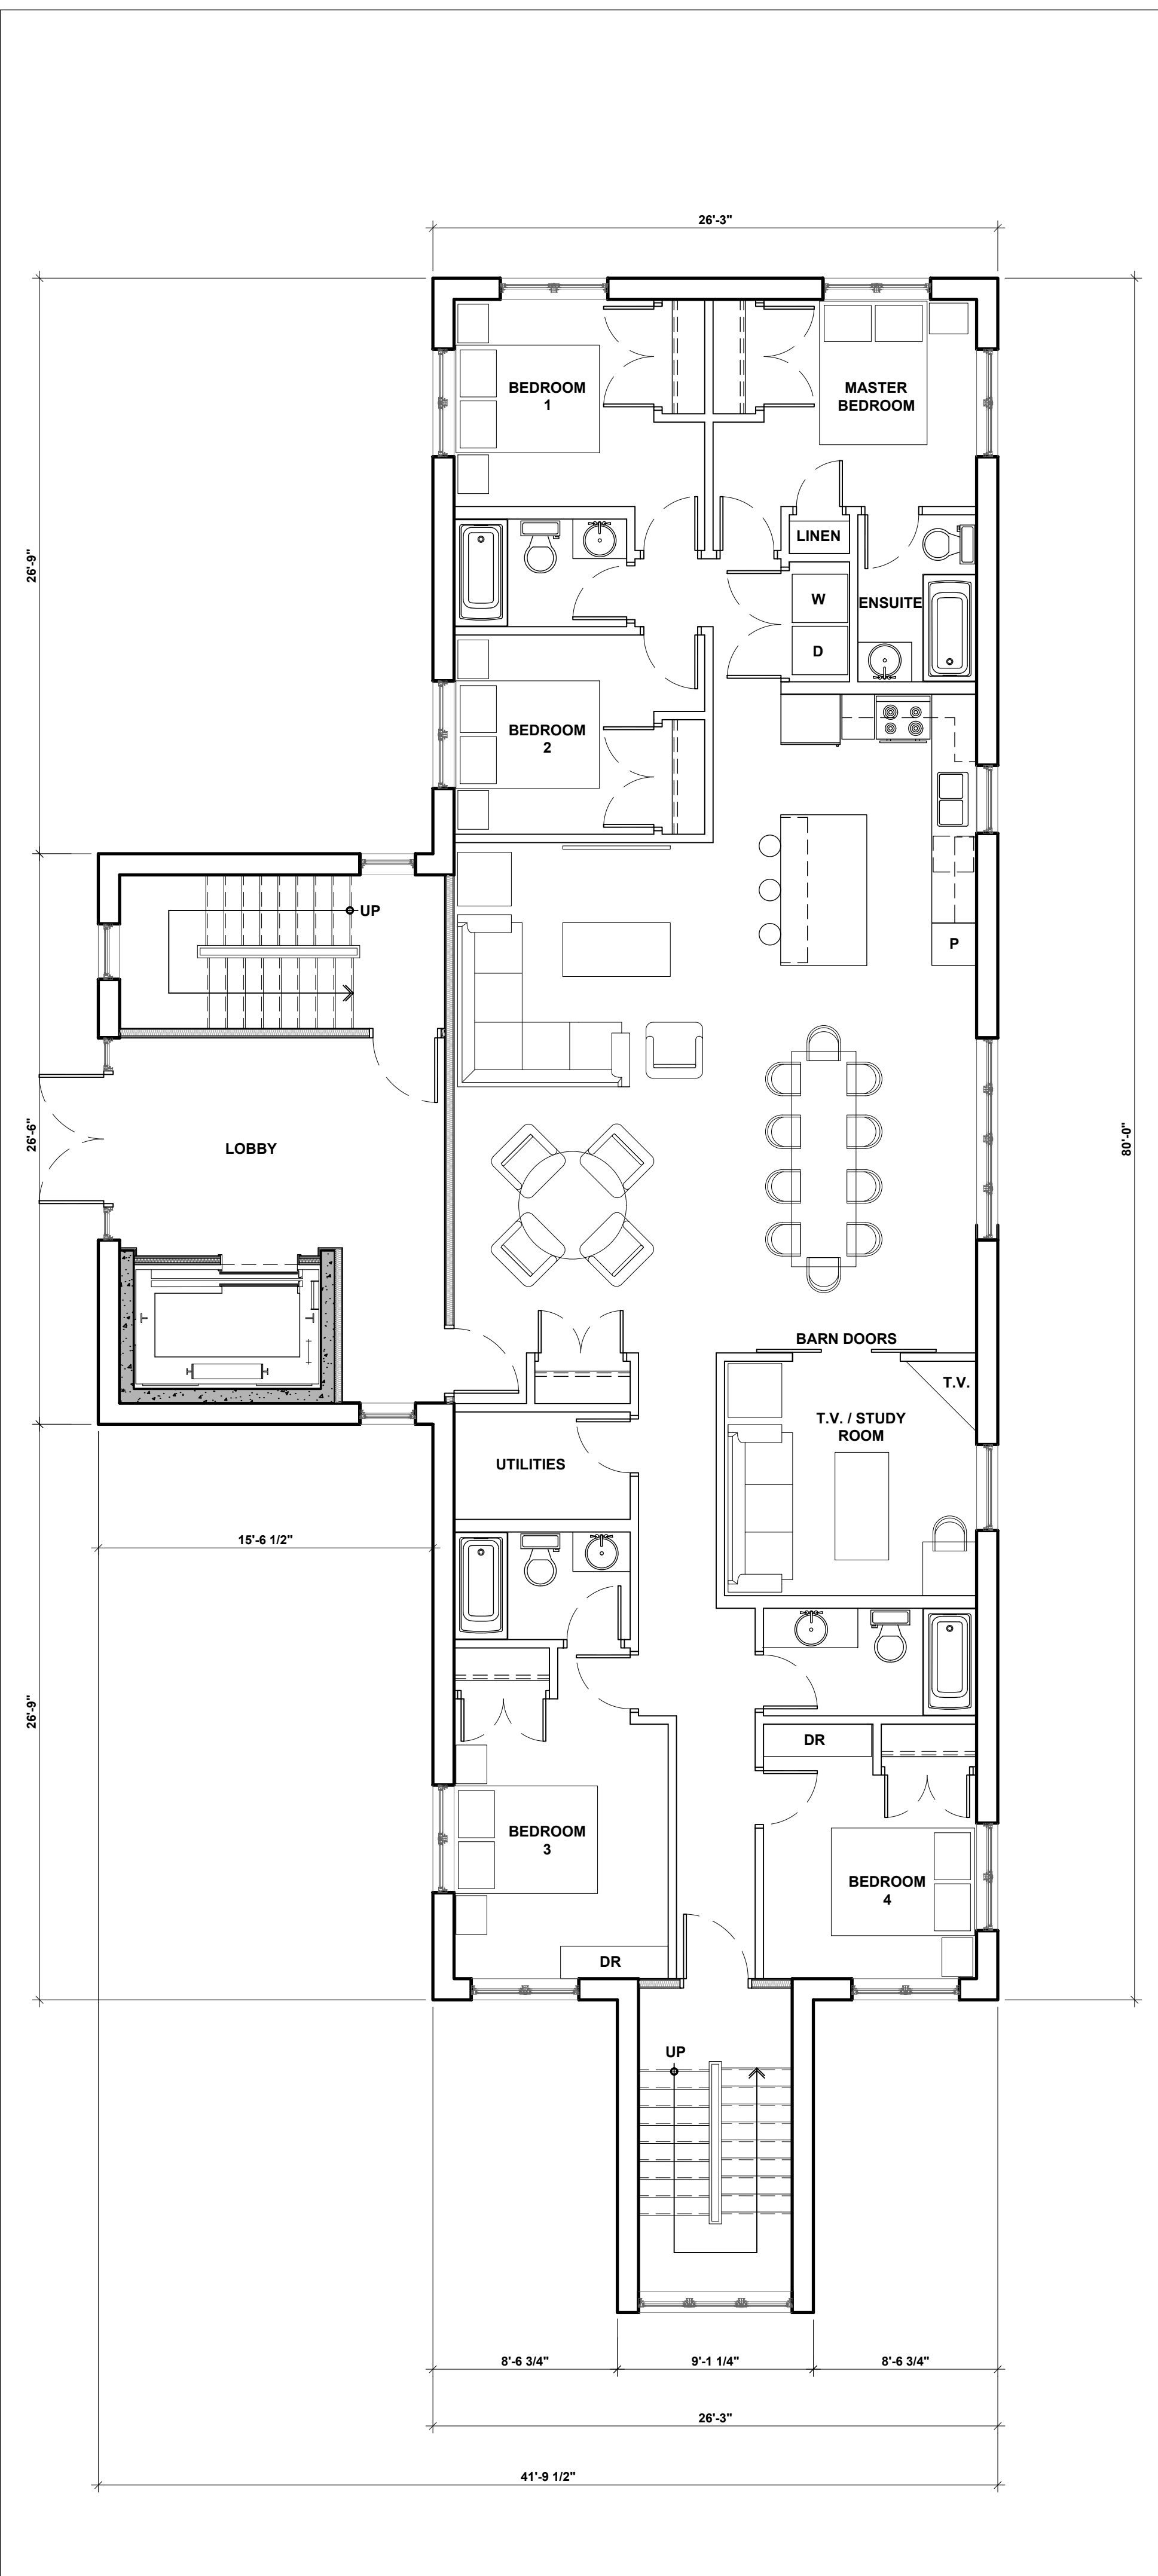 26'-3"
BEDROOM
1
MASTER
BEDROOM
LINEN
26'-9"
W
ENSUITE
D
BEDROOM
2
UP
P
LOBBY
26'-6"
80'-0"
BARN DOORS
T.V.
T.V. / STUDY
ROOM
UTILITIES
15'-6 1/2"
26'-9"
DR
BEDROOM
3
BEDROOM
4
DR
UP
8'-6 3/4"
9'-1 1/4"
8'-6 3/4"
26'-3"
41'-9 1/2"